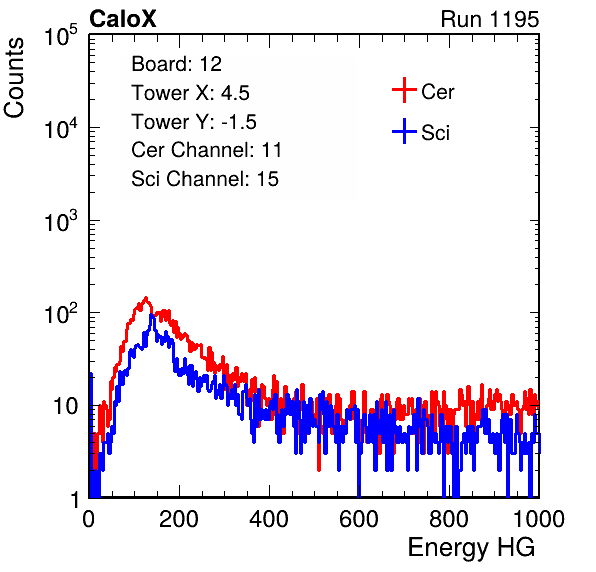 CaloX Run 1195
Counts
10^5
10^4
10^3
10^2
10
1
Board: 12
Tower X: 4.5
Tower Y: -1.5
Cer Channel: 11
Sci Channel: 15
Cer
Sci
0 200 400 600 800 1000
Energy HG